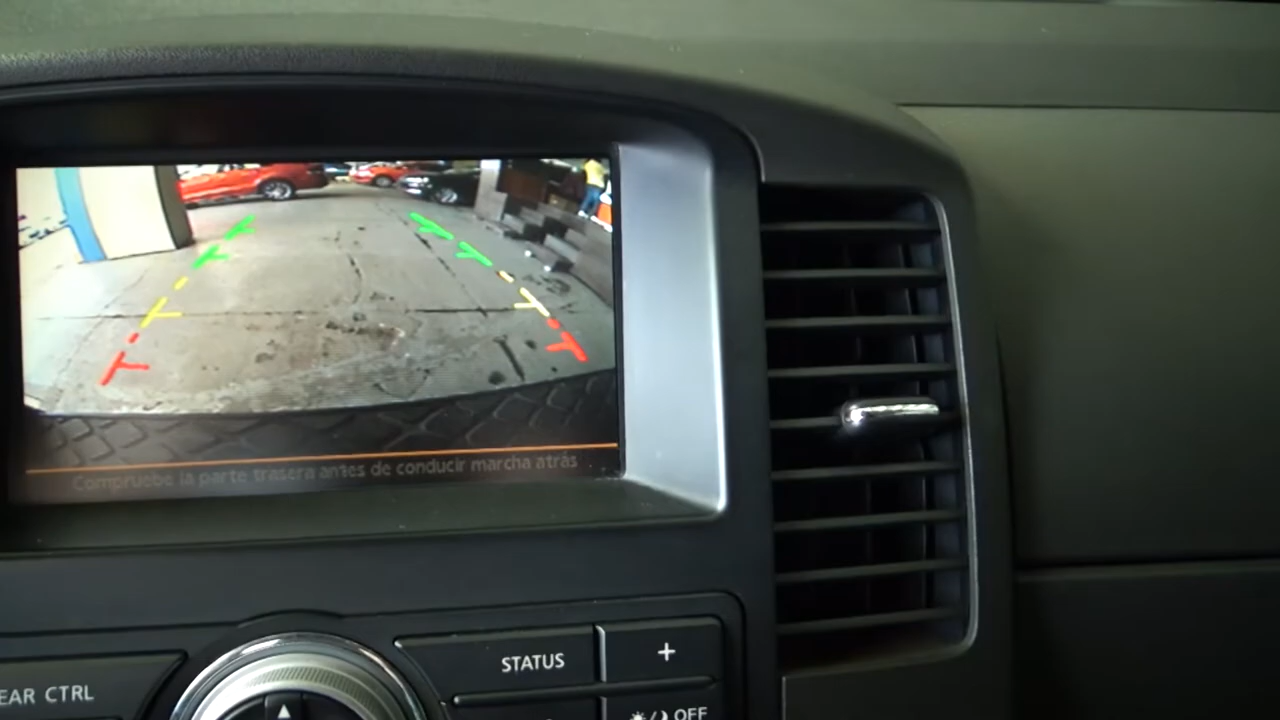 Compruebe la parte trasera antes de conducir marcha atrás
STATUS
+
EAR CTRL
OFF